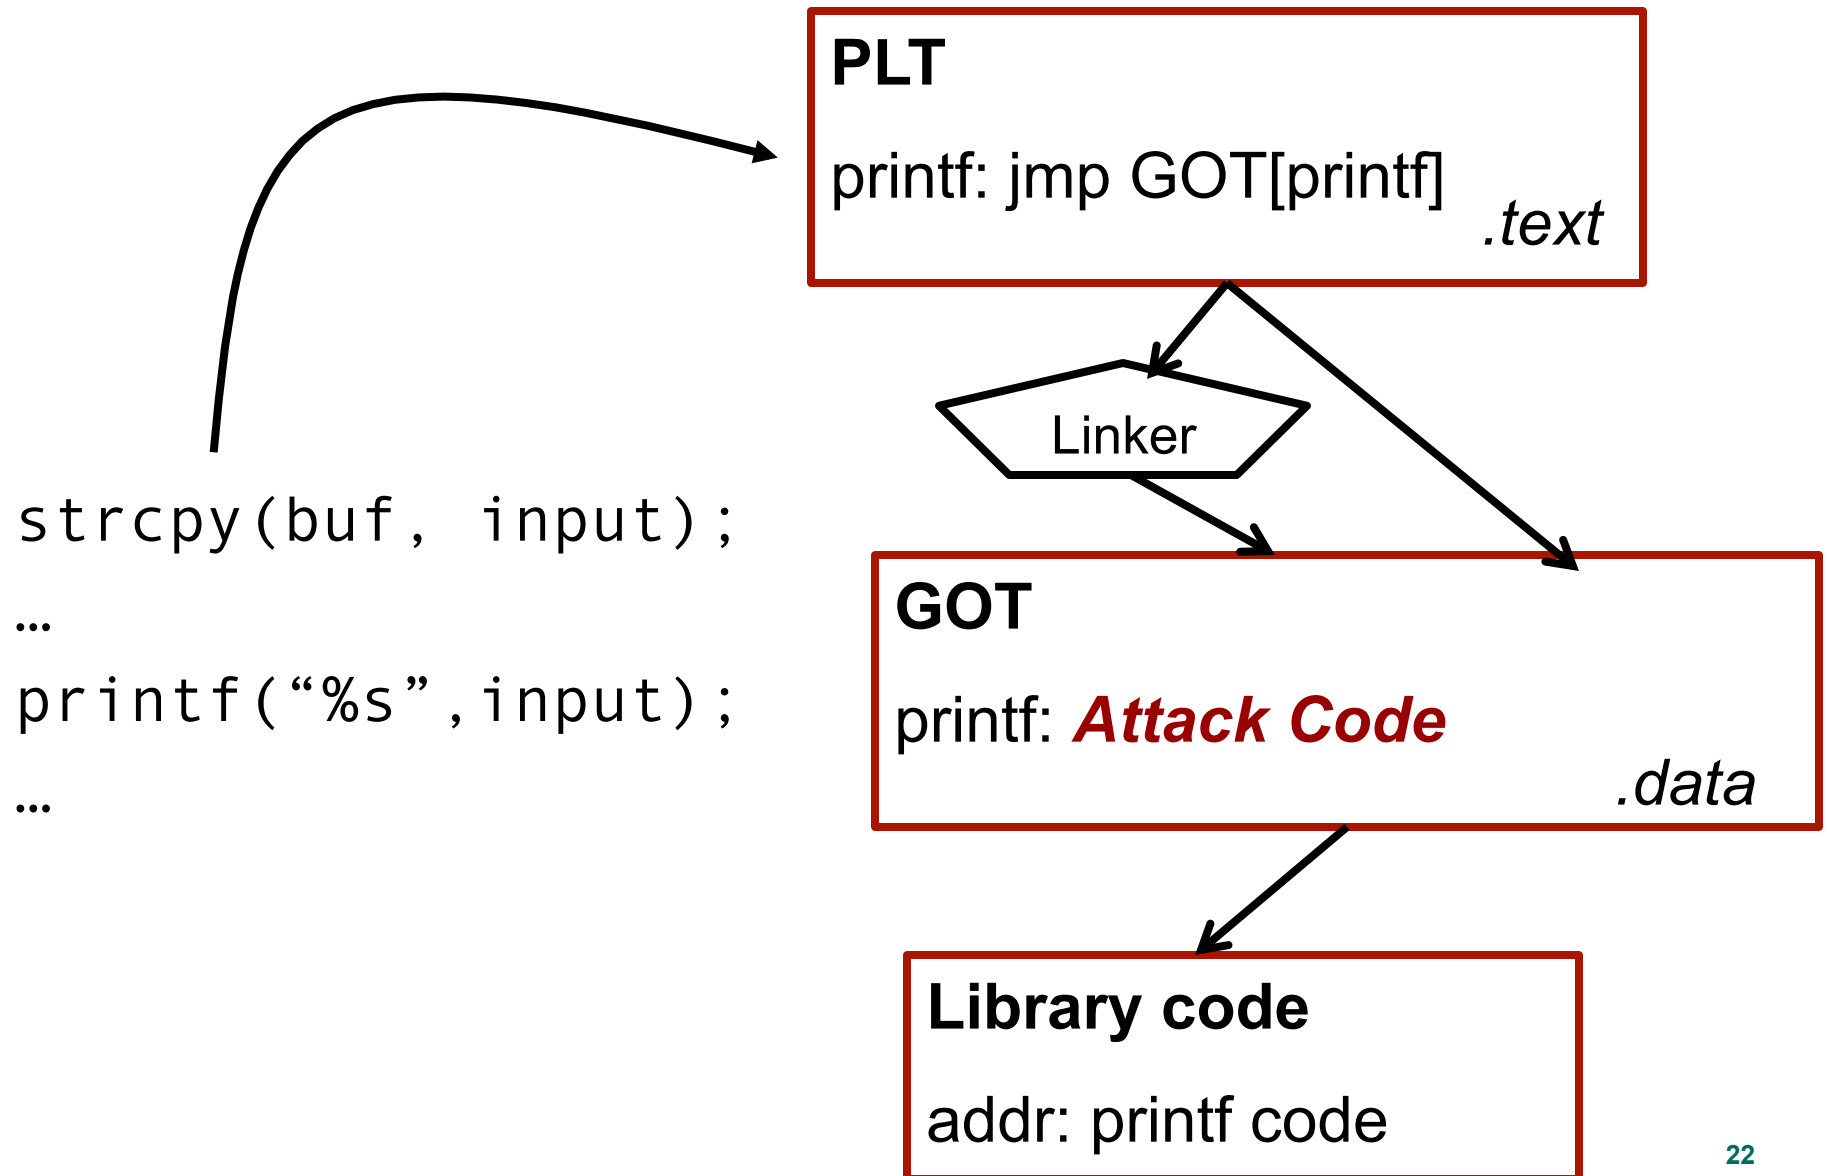 PLT
printf: jmp GOT[printf]
.text
Linker
strcpy(buf, input);
…
printf(“%s”,input);
…
GOT
printf: Attack Code
.data
Library code
addr: printf code
22